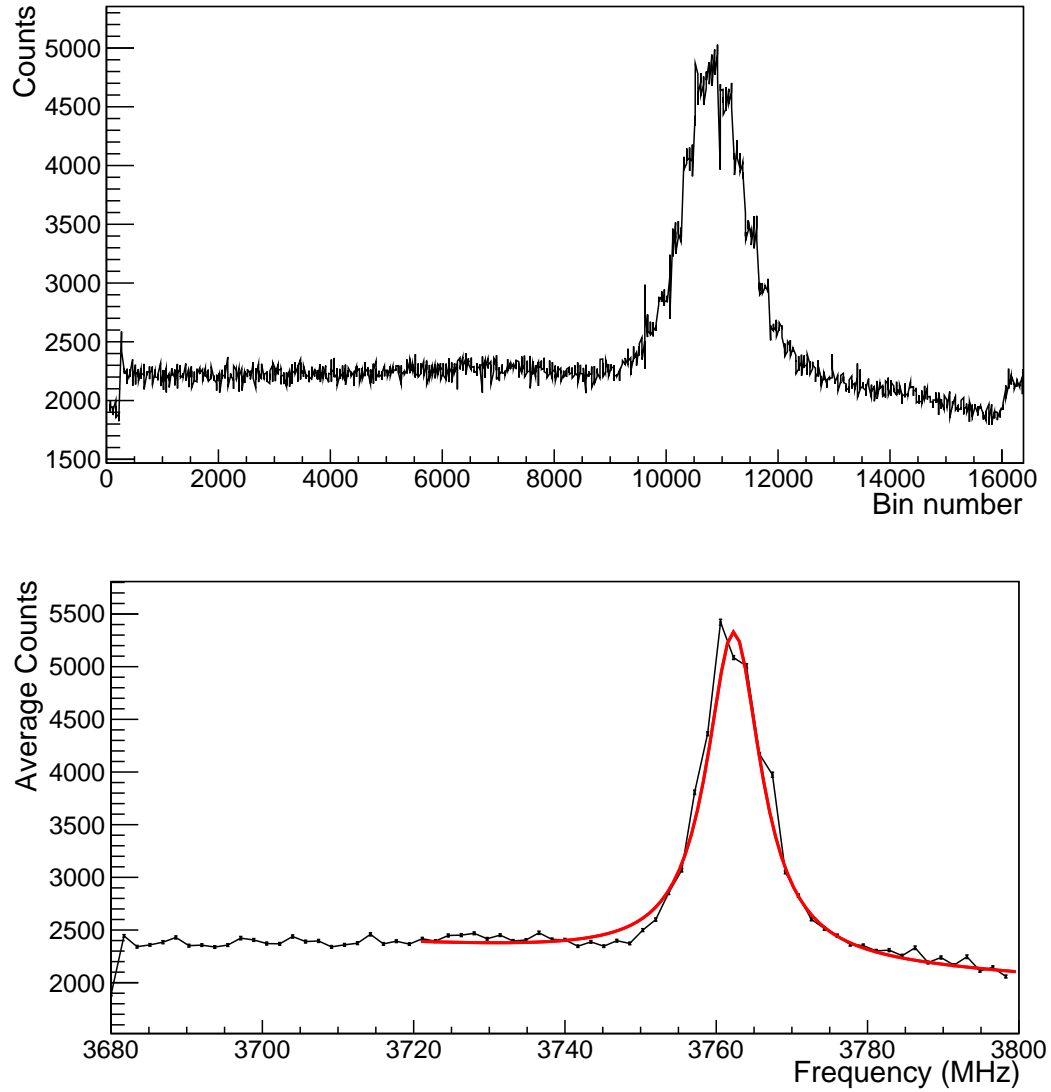 Counts
5000
4500
4000
3500
3000
2500
2000
1500
0 2000 4000 6000 8000 10000 12000 14000 16000
Bin number
Average Counts
5500
5000
4500
4000
3500
3000
2500
2000
3680 3700 3720 3740 3760 3780 3800
Frequency (MHz)